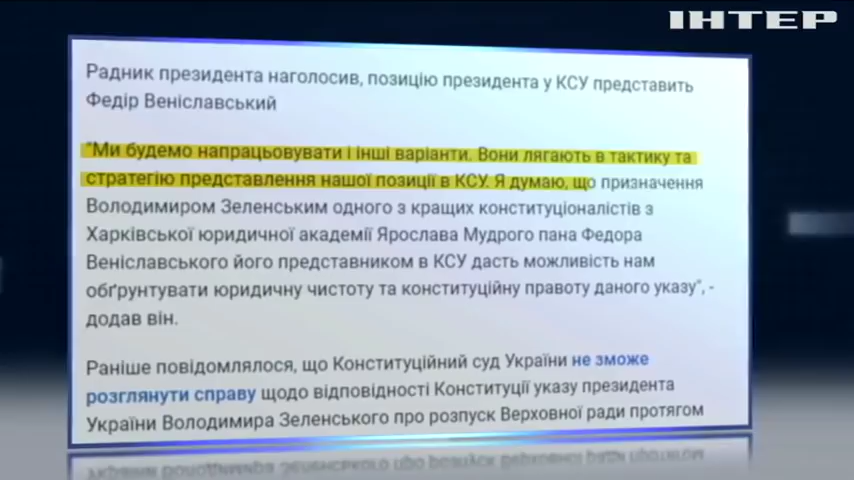 ІНТЕР
Радник президента наголосив, позицію президента у КСУ представить
Федір Веніславський
"Ми будемо напрацьовувати і інші варіанти. Вони лягають в тактику та
стратегію представлення нашої позиції в КСУ. Я думаю, що призначення
Володимиром Зеленським одного з кращих конституціоналістів з
Харківської юридичної академії Ярослава Мудрого пана Федора
Веніславського його представником в КСУ дасть можливість нам
обґрунтувати юридичну чистоту та конституційну правоту даного указу", -
додав він.
Раніше повідомлялося, що Конституційний суд України не зможе
розглянути справу щодо відповідності Конституції указу президента
України Володимира Зеленського про розпуск Верховної ради протягом